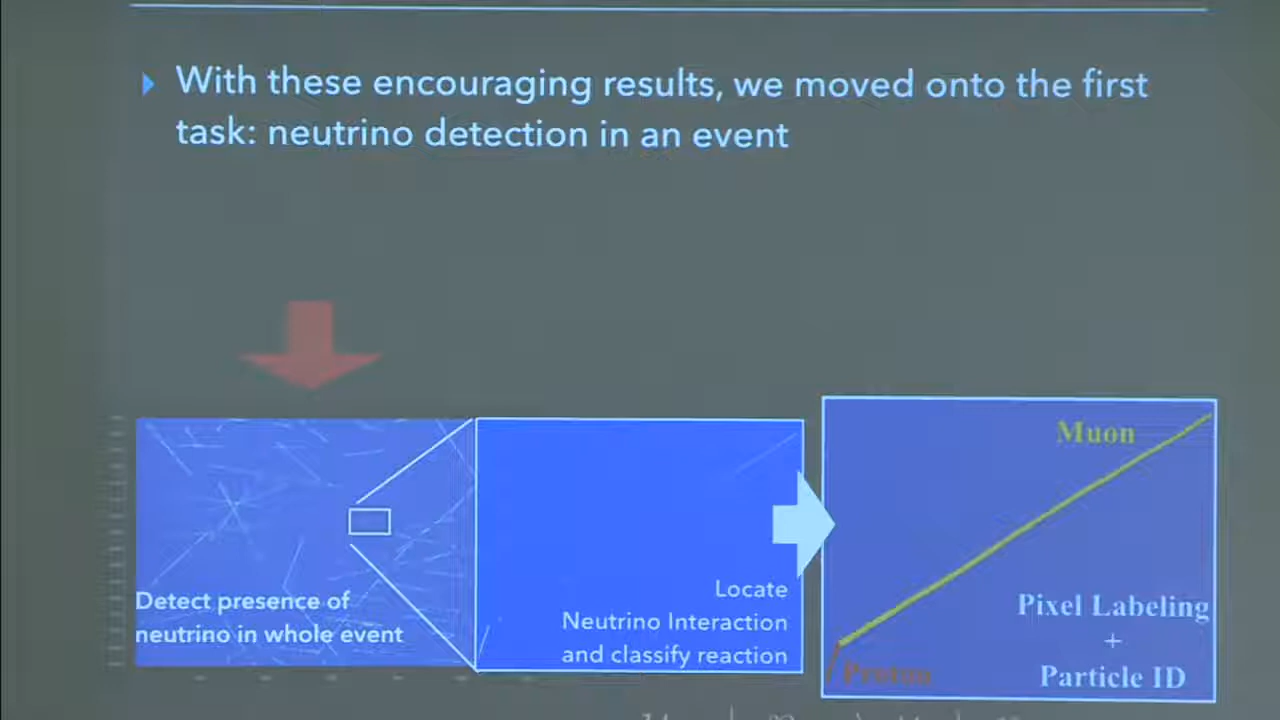 With these encouraging results, we moved onto the first
task: neutrino detection in an event
Detect presence of
neutrino in whole event
Locate
Neutrino Interaction
and classify reaction
Muon
Proton
Pixel Labeling
+
Particle ID